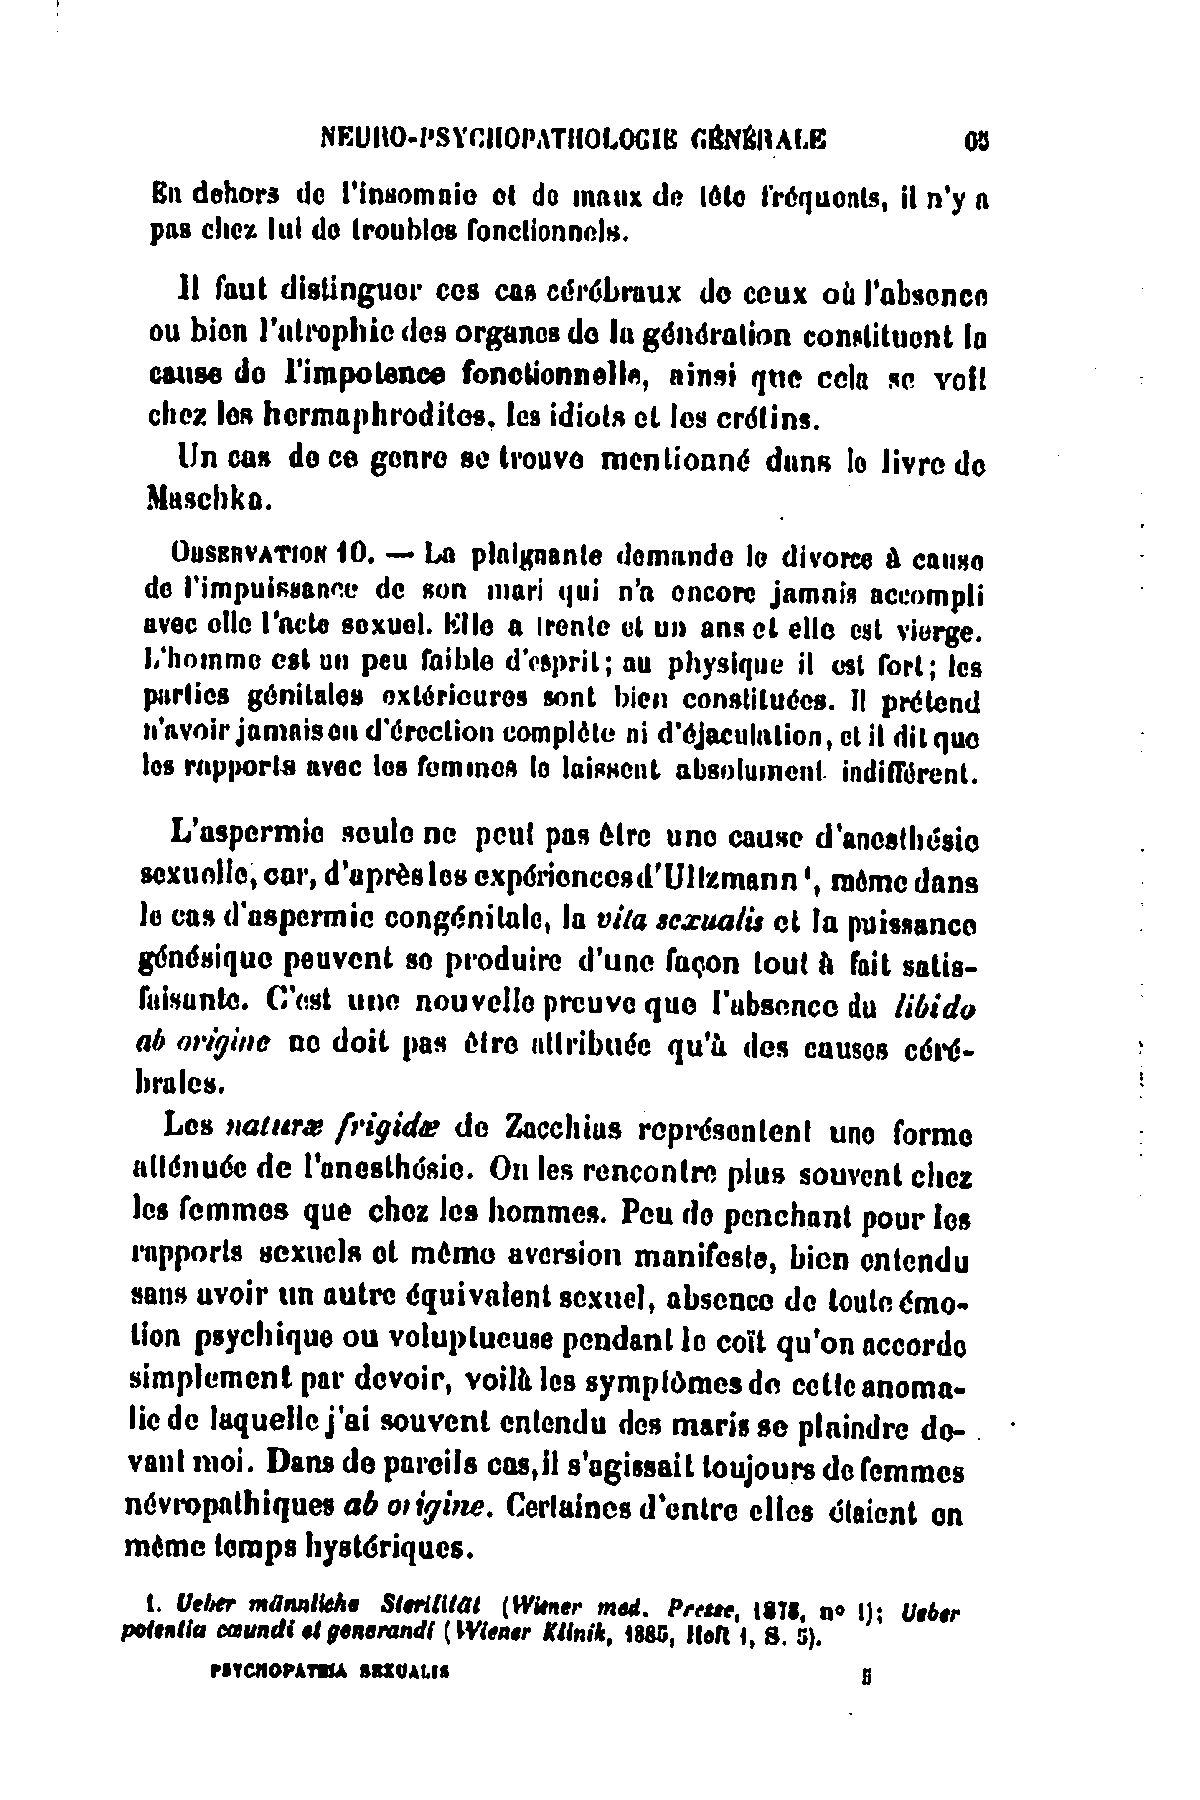 NEURO-PSYCHOPATHOLOGIE GÉNÉRALE 65
En dehors de l'insomnie et de maux de tête fréquents, il n'y a
pas chez lui de troubles fonctionnels.
Il faut distinguer ces cas cérébraux de ceux où l'absence
ou bien l'atrophie des organes de la génération constituent la
cause de l'impotence fonctionnelle, ainsi que cela se voit
chez les hermaphrodites, les idiots et les crétins.
Un cas de ce genre se trouve mentionné dans le livre de
Maschka.
OBSERVATION 10. — La plaignante demande le divorce à cause
de l'impuissance de son mari qui n'a encore jamais accompli
avec elle l'acte sexuel. Elle a trente et un ans et elle est vierge.
L'homme est un peu faible d'esprit; au physique il est fort; les
parties génitales extérieures sont bien constituées. Il prétend
n'avoir jamais eu d'érection complète ni d'éjaculation, et il dit que
les rapports avec les femmes le laissent absolument indifférent.
L'aspermie seule ne peut pas être une cause d'anesthésie
sexuelle, car, d'après les expériences d'Ultzmann ¹, même dans
le cas d'aspermie congénitale, la vita sexualis et la puissance
génésique peuvent se produire d'une façon tout à fait satis-
faisante. C'est une nouvelle preuve que l'absence du libido
ab origine ne doit pas être attribuée qu'à des causes céré-
brales.
Les naturæ frigidæ de Zacchias représentent une forme
atténuée de l'anesthésie. On les rencontre plus souvent chez
les femmes que chez les hommes. Peu de penchant pour les
rapports sexuels et même aversion manifeste, bien entendu
sans avoir un autre équivalent sexuel, absence de toute émo-
tion psychique ou voluptueuse pendant le coït qu'on accorde
simplement par devoir, voilà les symptômes de cette anoma-
lie de laquelle j'ai souvent entendu des maris se plaindre de-
vant moi. Dans de pareils cas, il s'agissait toujours de femmes
névropathiques ab origine. Certaines d'entre elles étaient en
même temps hystériques.
1. Ueber männliche Sterilität (Wiener med. Presse, 1878, nº 1); Ueber
potentia cœundi et generandi (Wiener Klinik, 1885, Heft 1, S. 5).
PSYCHOPATHIA SEXUALIS 5